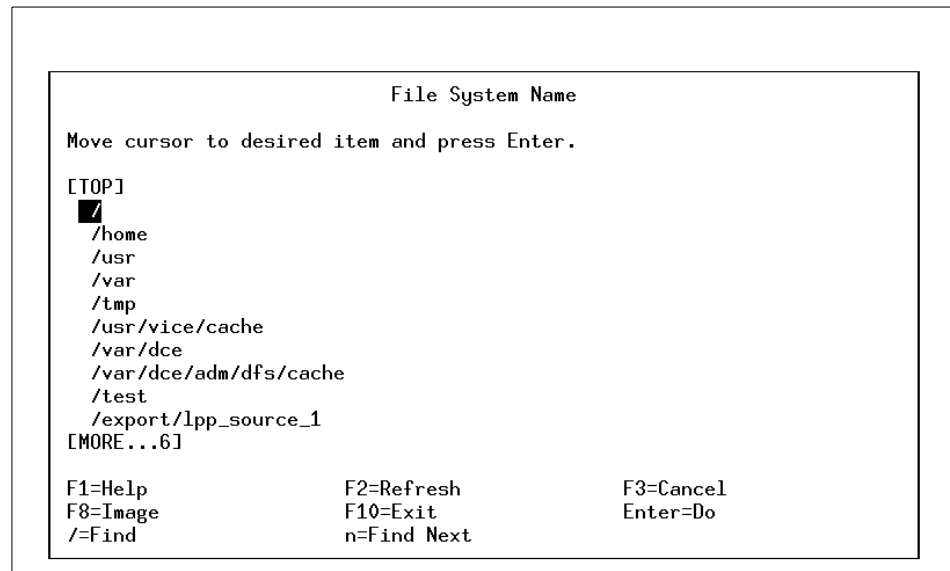 File System Name
Move cursor to desired item and press Enter.
[TOP]
/
/home
/usr
/var
/tmp
/usr/vice/cache
/var/dce
/var/dce/adm/dfs/cache
/test
/export/lpp_source_1
[MORE...6]
F1=Help F2=Refresh F3=Cancel
F8=Image F10=Exit Enter=Do
/=Find n=Find Next